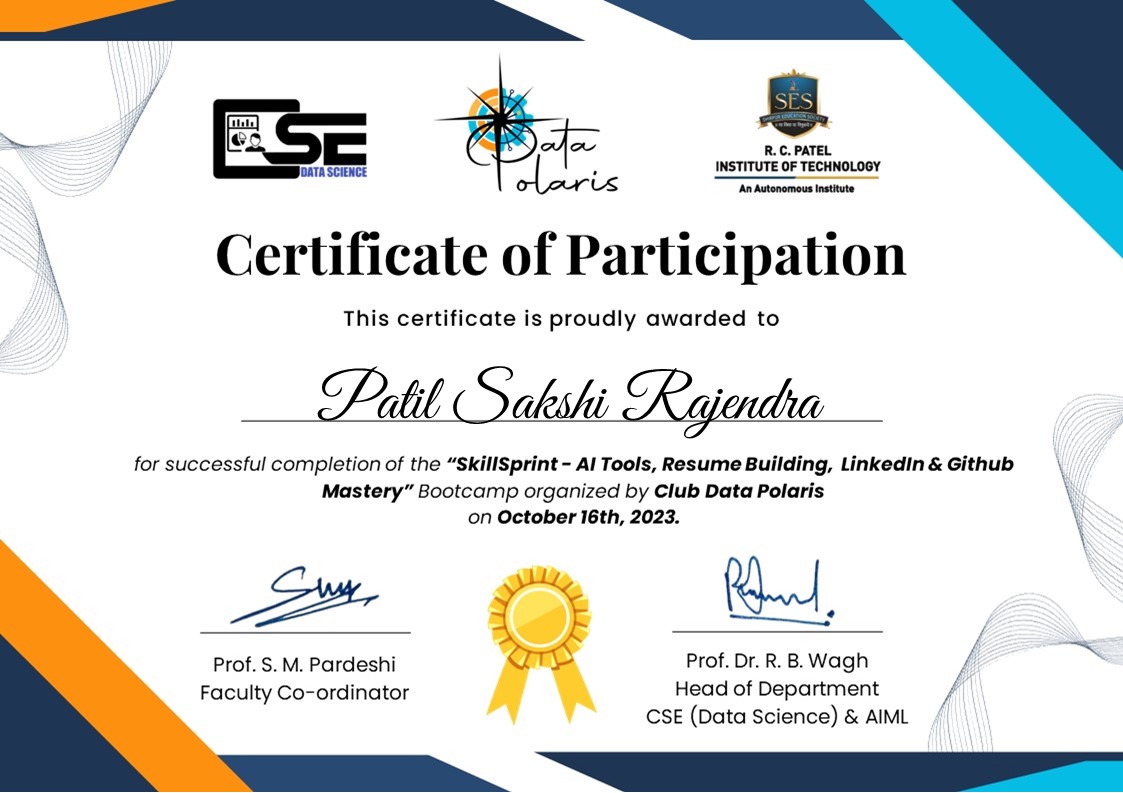 CSE
DATA SCIENCE
Data
Polaris
SES
SHIRPUR EDUCATION SOCIETY
R. C. PATEL
INSTITUTE OF TECHNOLOGY
An Autonomous Institute
Certificate of Participation
This certificate is proudly awarded to
Patil Sakshi Rajendra
for successful completion of the “SkillSprint - AI Tools, Resume Building, LinkedIn & Github
Mastery” Bootcamp organized by Club Data Polaris
on October 16th, 2023.
Prof. S. M. Pardeshi
Faculty Co-ordinator
Prof. Dr. R. B. Wagh
Head of Department
CSE (Data Science) & AIML